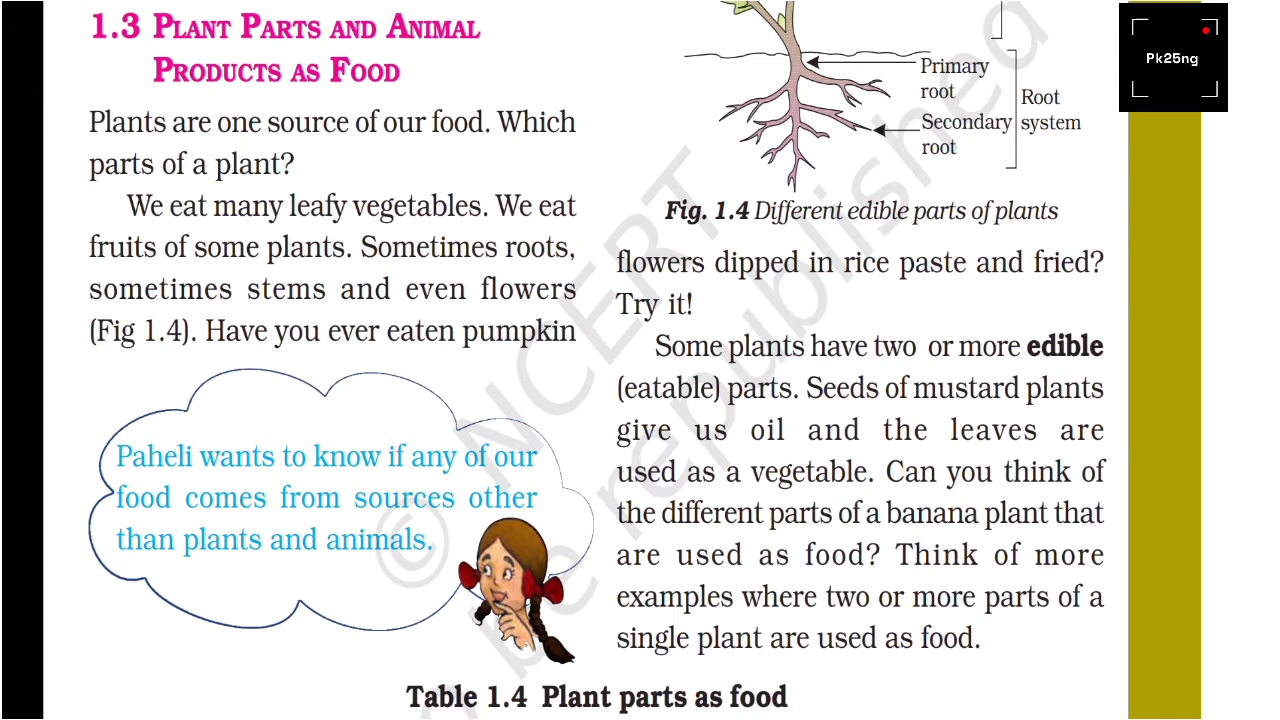 1.3 PLANT PARTS AND ANIMAL
PRODUCTS AS FOOD
Plants are one source of our food. Which
parts of a plant?
We eat many leafy vegetables. We eat
fruits of some plants. Sometimes roots,
sometimes stems and even flowers
(Fig 1.4). Have you ever eaten pumpkin
Paheli wants to know if any of our
food comes from sources other
than plants and animals.
Primary
root
Secondary
root
Root
system
Fig. 1.4 Different edible parts of plants
flowers dipped in rice paste and fried?
Try it!
Some plants have two or more edible
(eatable) parts. Seeds of mustard plants
give us oil and the leaves are
used as a vegetable. Can you think of
the different parts of a banana plant that
are used as food? Think of more
examples where two or more parts of a
single plant are used as food.
Table 1.4 Plant parts as food
Pk25ng
© NCERT
be republished